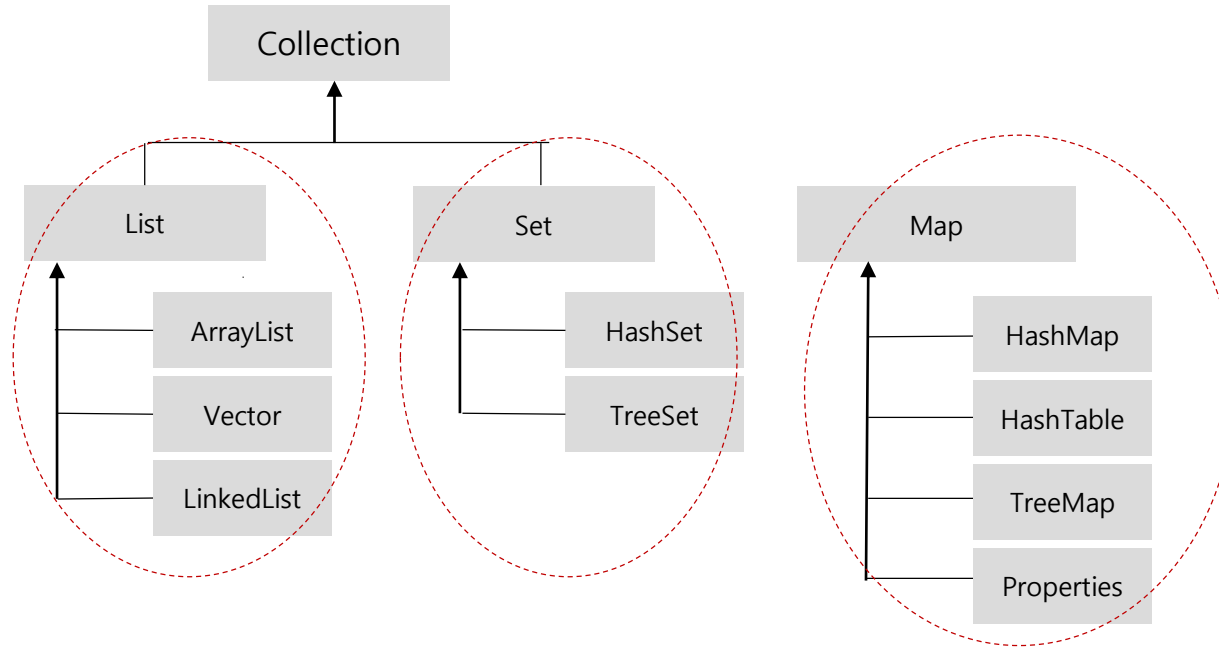 Collection
List
Set
Map
ArrayList
Vector
LinkedList
HashSet
TreeSet
HashMap
HashTable
TreeMap
Properties